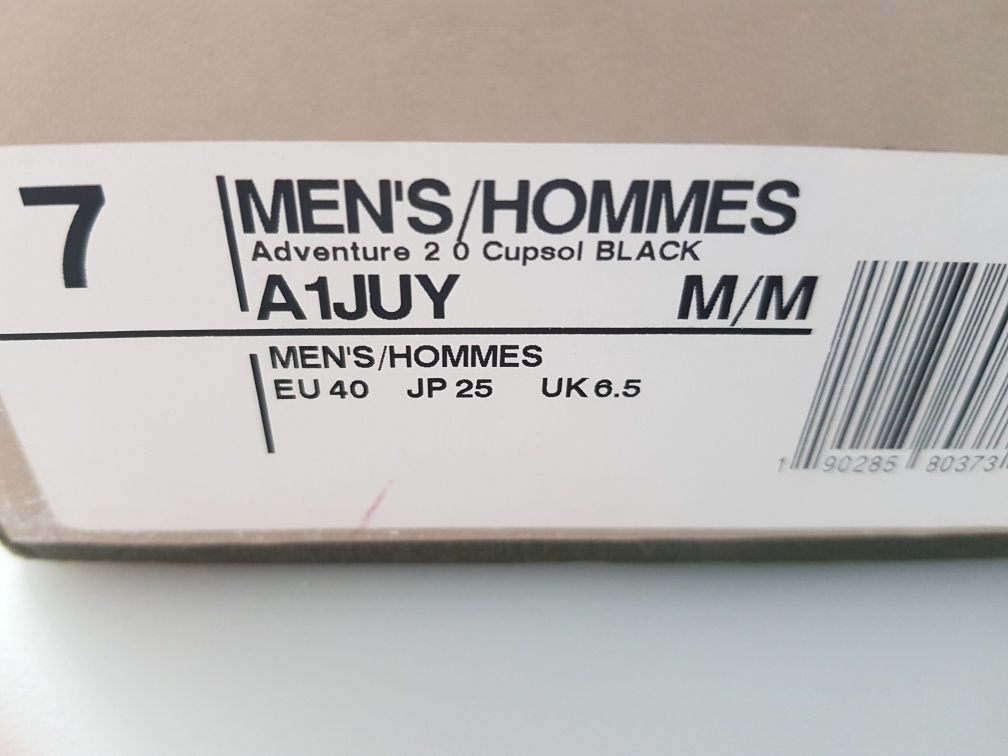 7
MEN'S/HOMMES
Adventure 2 0 Cupsol BLACK
A1JUY M/M
MEN'S/HOMMES
EU 40 JP 25 UK 6.5
1 90285 80373